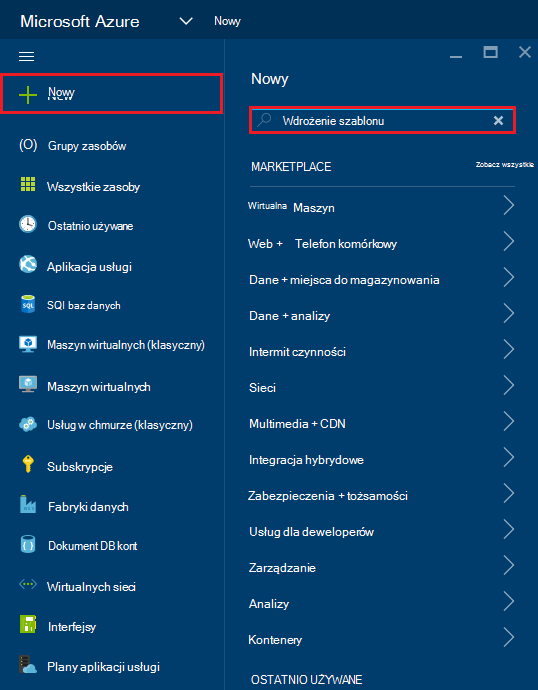 Microsoft Azure Nowy
Nowy
New
(O) Grupy zasobów
Wszystkie zasoby
Ostatnio używane
Aplikacja usługi
SQL
SQl baz danych
Maszyn wirtualnych (klasyczny)
Maszyn wirtualnych
Usług w chmurze (klasyczny)
Subskrypcje
Fabryki danych
Dokument DB kont
Wirtualnych sieci
Interfejsy
Plany aplikacji usługi
Nowy
Wdrożenie szablonu
MARKETPLACE Zobacz wszystkie
Wirtualna Maszyn
Web + Telefon komórkowy
Dane + miejsca do magazynowania
Dane + analizy
Intermit czynności
Sieci
Multimedia + CDN
Integracja hybrydowe
Zabezpieczenia + tożsamości
Usług dla deweloperów
Zarządzanie
Analizy
Kontenery
OSTATNIO UŻYWANE